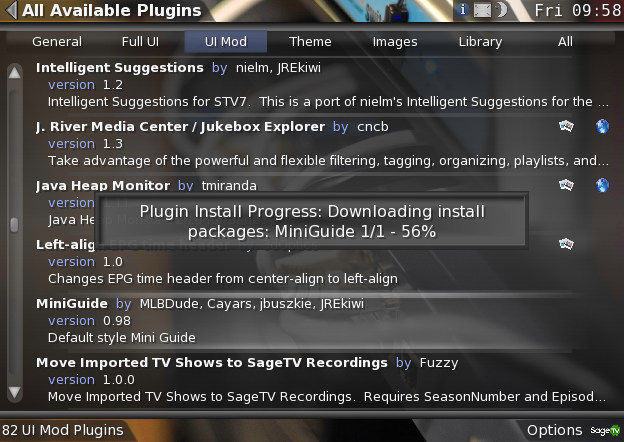 All Available Plugins
Fri 09:58
General Full UI UI Mod Theme Images Library All
Intelligent Suggestions by nielm, JREkiwi
version 1.2
Intelligent Suggestions for STV7. This is a port of nielm's Intelligent Suggestions for the ...
J. River Media Center / Jukebox Explorer by cncb
version 1.3
Take advantage of the powerful and flexible filtering, tagging, organizing, playlists, and...
Java Heap Monitor by tmiranda
version
Java
Plugin Install Progress: Downloading install
packages: MiniGuide 1/1 - 56%
Left-align EPG time
version 1.0
Changes EPG time header from center-align to left-align
MiniGuide by MLBDude, Cayars, jbuszkie, JREkiwi
version 0.98
Default style Mini Guide
Move Imported TV Shows to SageTV Recordings by Fuzzy
version 1.0.0
Move Imported TV Shows to SageTV Recordings. Requires SeasonNumber and Episod...
82 UI Mod Plugins
Options SageTV